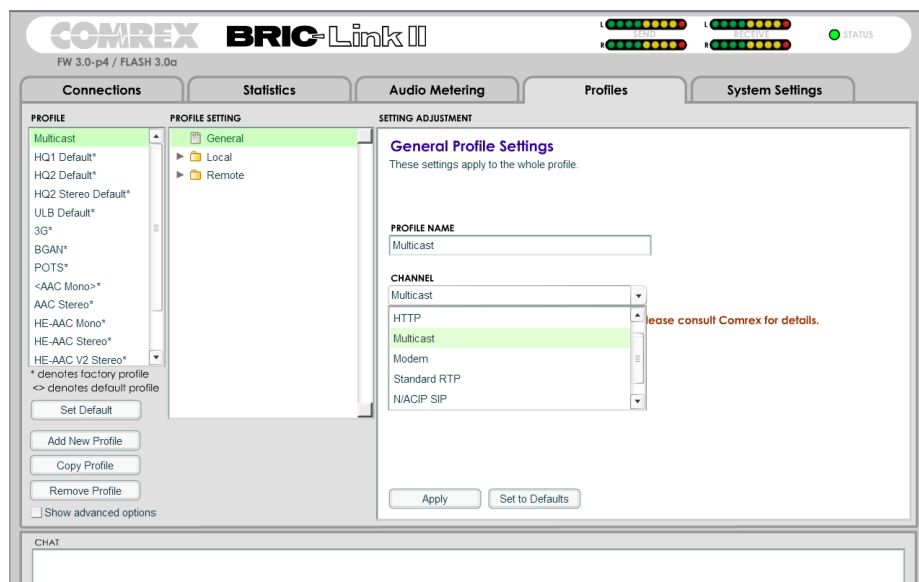 COMREX BRIC-Link II
L SEND
R
L RECEIVE
R
STATUS
FW 3.0-p4 / FLASH 3.0a
Connections
Statistics
Audio Metering
Profiles
System Settings
PROFILE
Multicast
HQ1 Default*
HQ2 Default*
HQ2 Stereo Default*
ULB Default*
3G*
BGAN*
POTS*
<AAC Mono>*
AAC Stereo*
HE-AAC Mono*
HE-AAC Stereo*
HE-AAC V2 Stereo*
* denotes factory profile
<> denotes default profile
Set Default
Add New Profile
Copy Profile
Remove Profile
Show advanced options
PROFILE SETTING
General
Local
Remote
SETTING ADJUSTMENT
General Profile Settings
These settings apply to the whole profile.
PROFILE NAME
Multicast
CHANNEL
Multicast
HTTP
Multicast
Modem
Standard RTP
N/ACIP SIP
lease consult Comrex for details.
Apply
Set to Defaults
CHAT